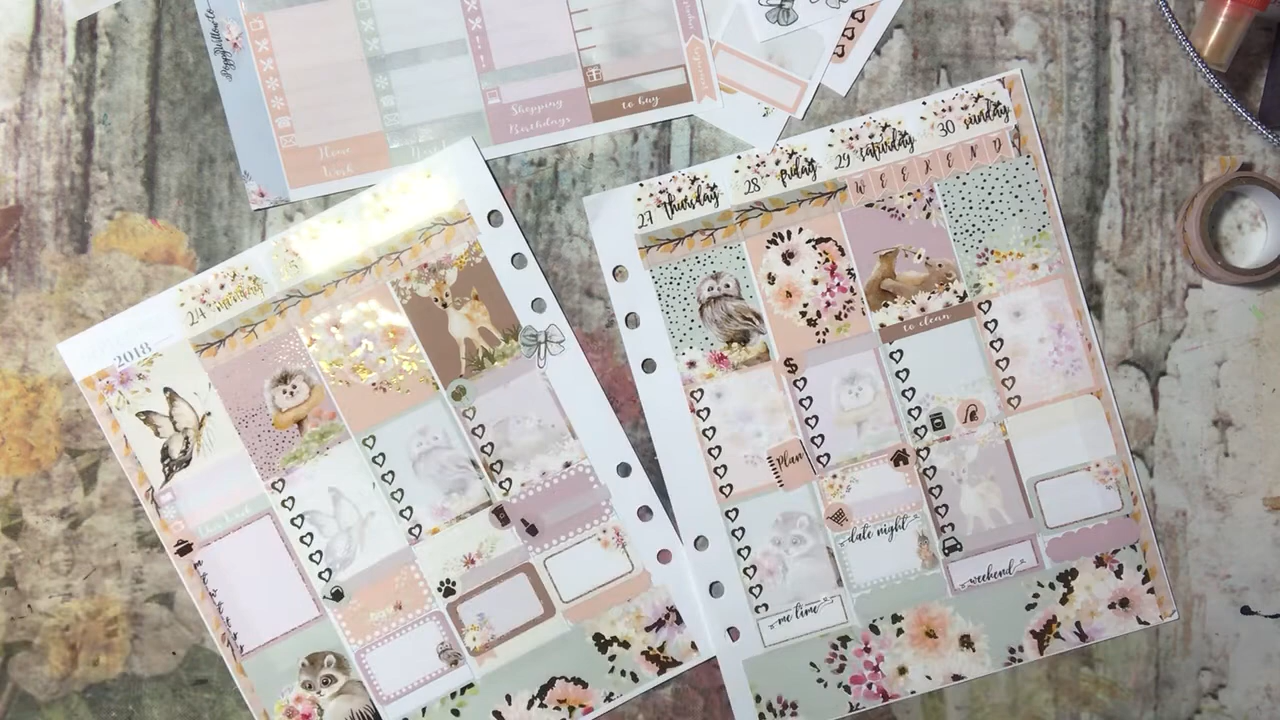 Home
Work
Shopping
Birthdays
to buy
2018
24 monday
27 thursday
28 friday
29 saturday
30 sunday
WEEKEND
to clean
$
Plan
date night
me time
weekend